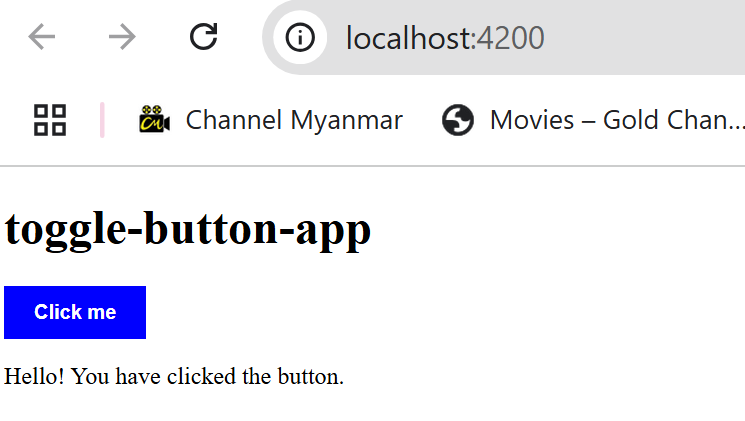 localhost:4200
Channel Myanmar Movies – Gold Chan...
toggle-button-app
Click me
Hello! You have clicked the button.